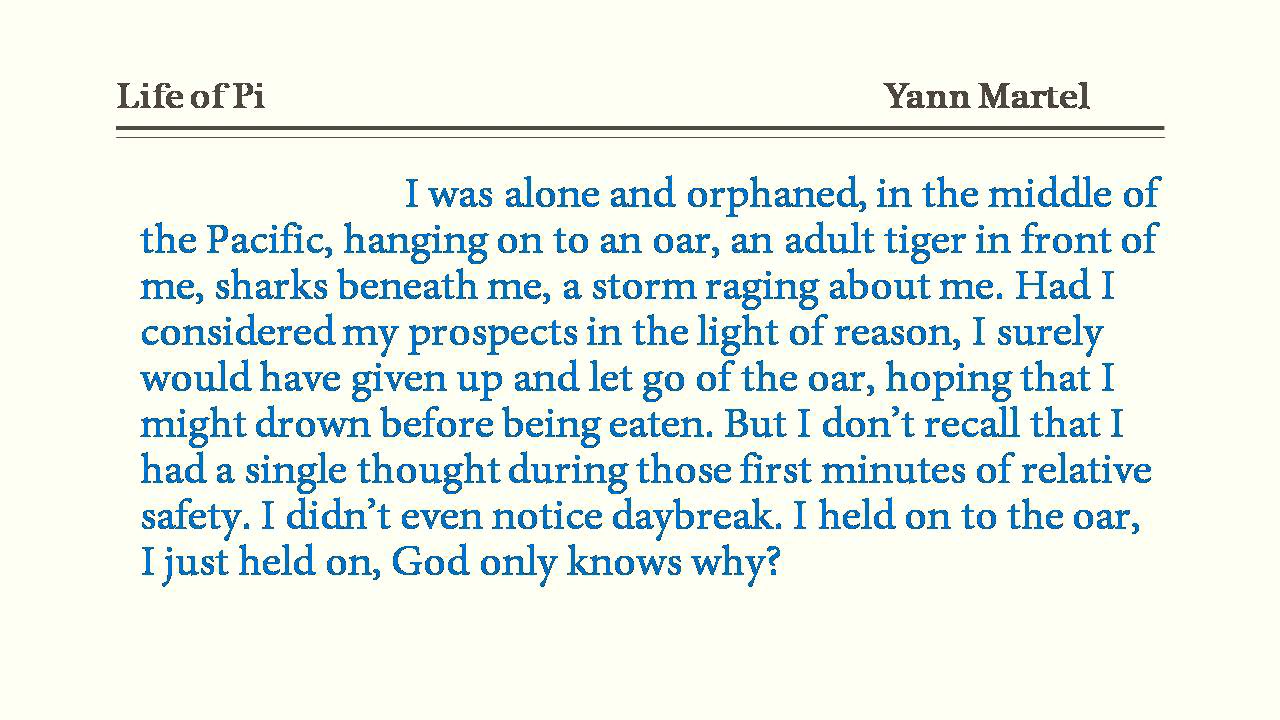 Life of Pi Yann Martel
I was alone and orphaned, in the middle of
the Pacific, hanging on to an oar, an adult tiger in front of
me, sharks beneath me, a storm raging about me. Had I
considered my prospects in the light of reason, I surely
would have given up and let go of the oar, hoping that I
might drown before being eaten. But I don’t recall that I
had a single thought during those first minutes of relative
safety. I didn’t even notice daybreak. I held on to the oar,
I just held on, God only knows why?